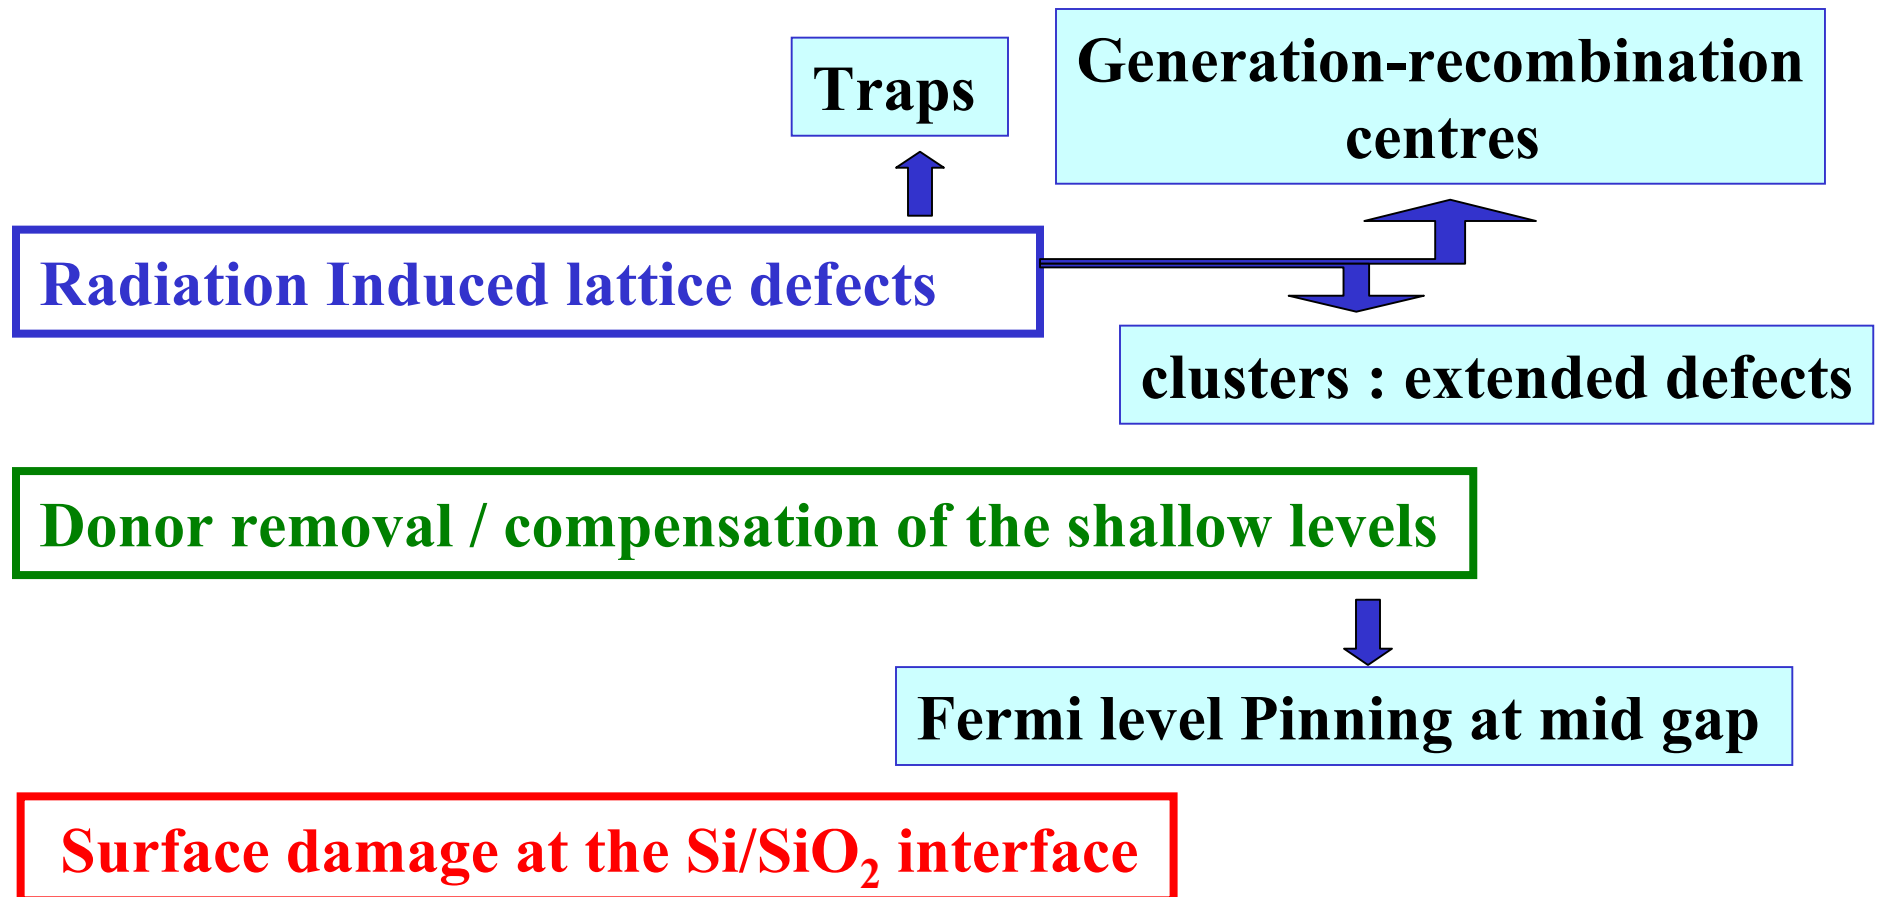 Traps
Generation-recombination
centres
Radiation Induced lattice defects
clusters : extended defects
Donor removal / compensation of the shallow levels
Fermi level Pinning at mid gap
Surface damage at the Si/SiO₂ interface